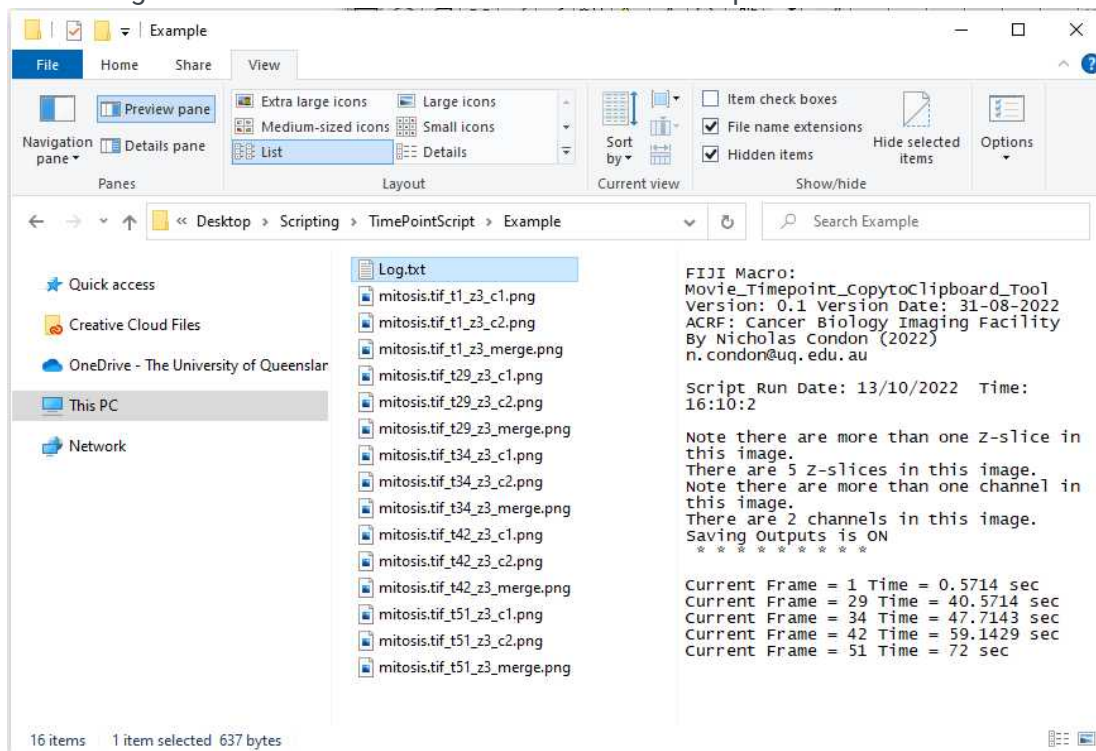 Example
File Home Share View
Navigation pane
Preview pane
Details pane
Panes
Extra large icons Large icons
Medium-sized icons Small icons
List Details
Layout
Sort by
Current view
Item check boxes
File name extensions
Hidden items
Hide selected items
Show/hide
Options
« Desktop > Scripting > TimePointScript > Example
Search Example
Quick access
Creative Cloud Files
OneDrive - The University of Queenslan
This PC
Network
Log.txt
mitosis.tif_t1_z3_c1.png
mitosis.tif_t1_z3_c2.png
mitosis.tif_t1_z3_merge.png
mitosis.tif_t29_z3_c1.png
mitosis.tif_t29_z3_c2.png
mitosis.tif_t29_z3_merge.png
mitosis.tif_t34_z3_c1.png
mitosis.tif_t34_z3_c2.png
mitosis.tif_t34_z3_merge.png
mitosis.tif_t42_z3_c1.png
mitosis.tif_t42_z3_c2.png
mitosis.tif_t42_z3_merge.png
mitosis.tif_t51_z3_c1.png
mitosis.tif_t51_z3_c2.png
mitosis.tif_t51_z3_merge.png
FIJI Macro:
Movie_Timepoint_CopytoClipboard_Tool
Version: 0.1 Version Date: 31-08-2022
ACRF: Cancer Biology Imaging Facility
By Nicholas Condon (2022)
n.condon@uq.edu.au
Script Run Date: 13/10/2022 Time:
16:10:2
Note there are more than one Z-slice in
this image.
There are 5 Z-slices in this image.
Note there are more than one channel in
this image.
There are 2 channels in this image.
Saving Outputs is ON
* * * * * * * * *
Current Frame = 1 Time = 0.5714 sec
Current Frame = 29 Time = 40.5714 sec
Current Frame = 34 Time = 47.7143 sec
Current Frame = 42 Time = 59.1429 sec
Current Frame = 51 Time = 72 sec
16 items 1 item selected 637 bytes